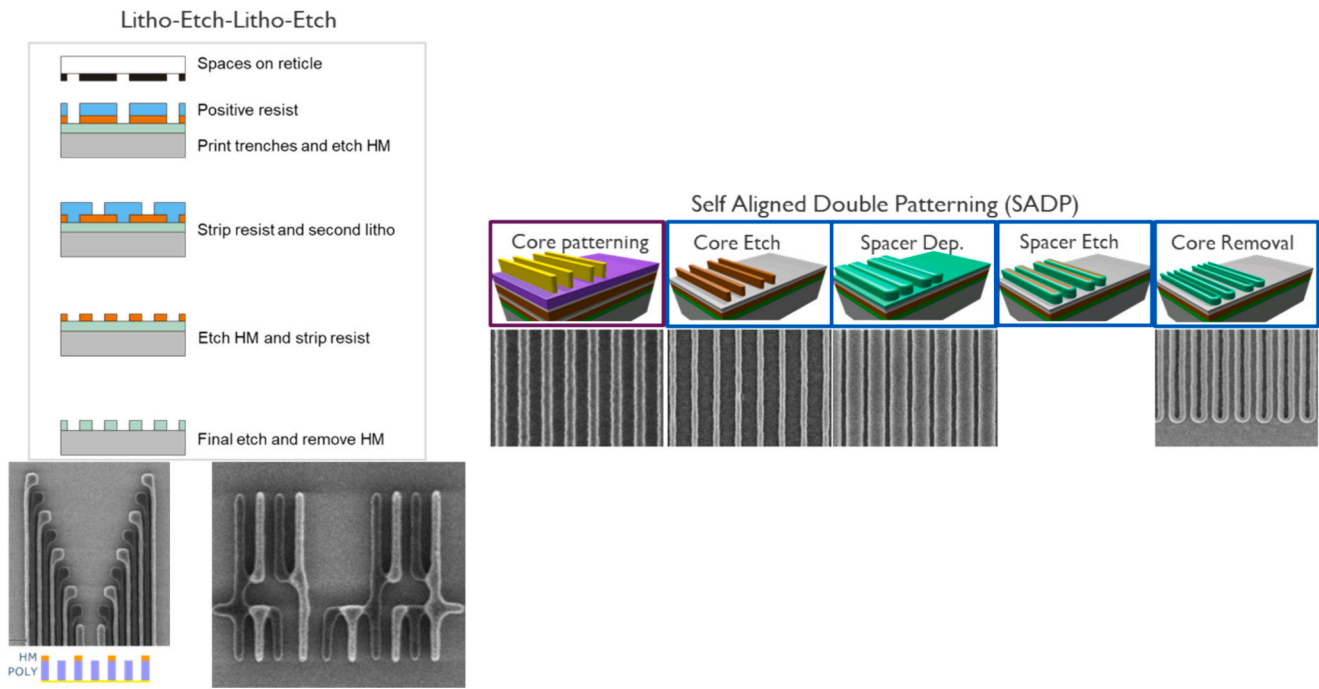 Litho-Etch-Litho-Etch
Spaces on reticle
Positive resist
Print trenches and etch HM
Strip resist and second litho
Etch HM and strip resist
Final etch and remove HM
HM
POLY
Self Aligned Double Patterning (SADP)
Core patterning
Core Etch
Spacer Dep.
Spacer Etch
Core Removal